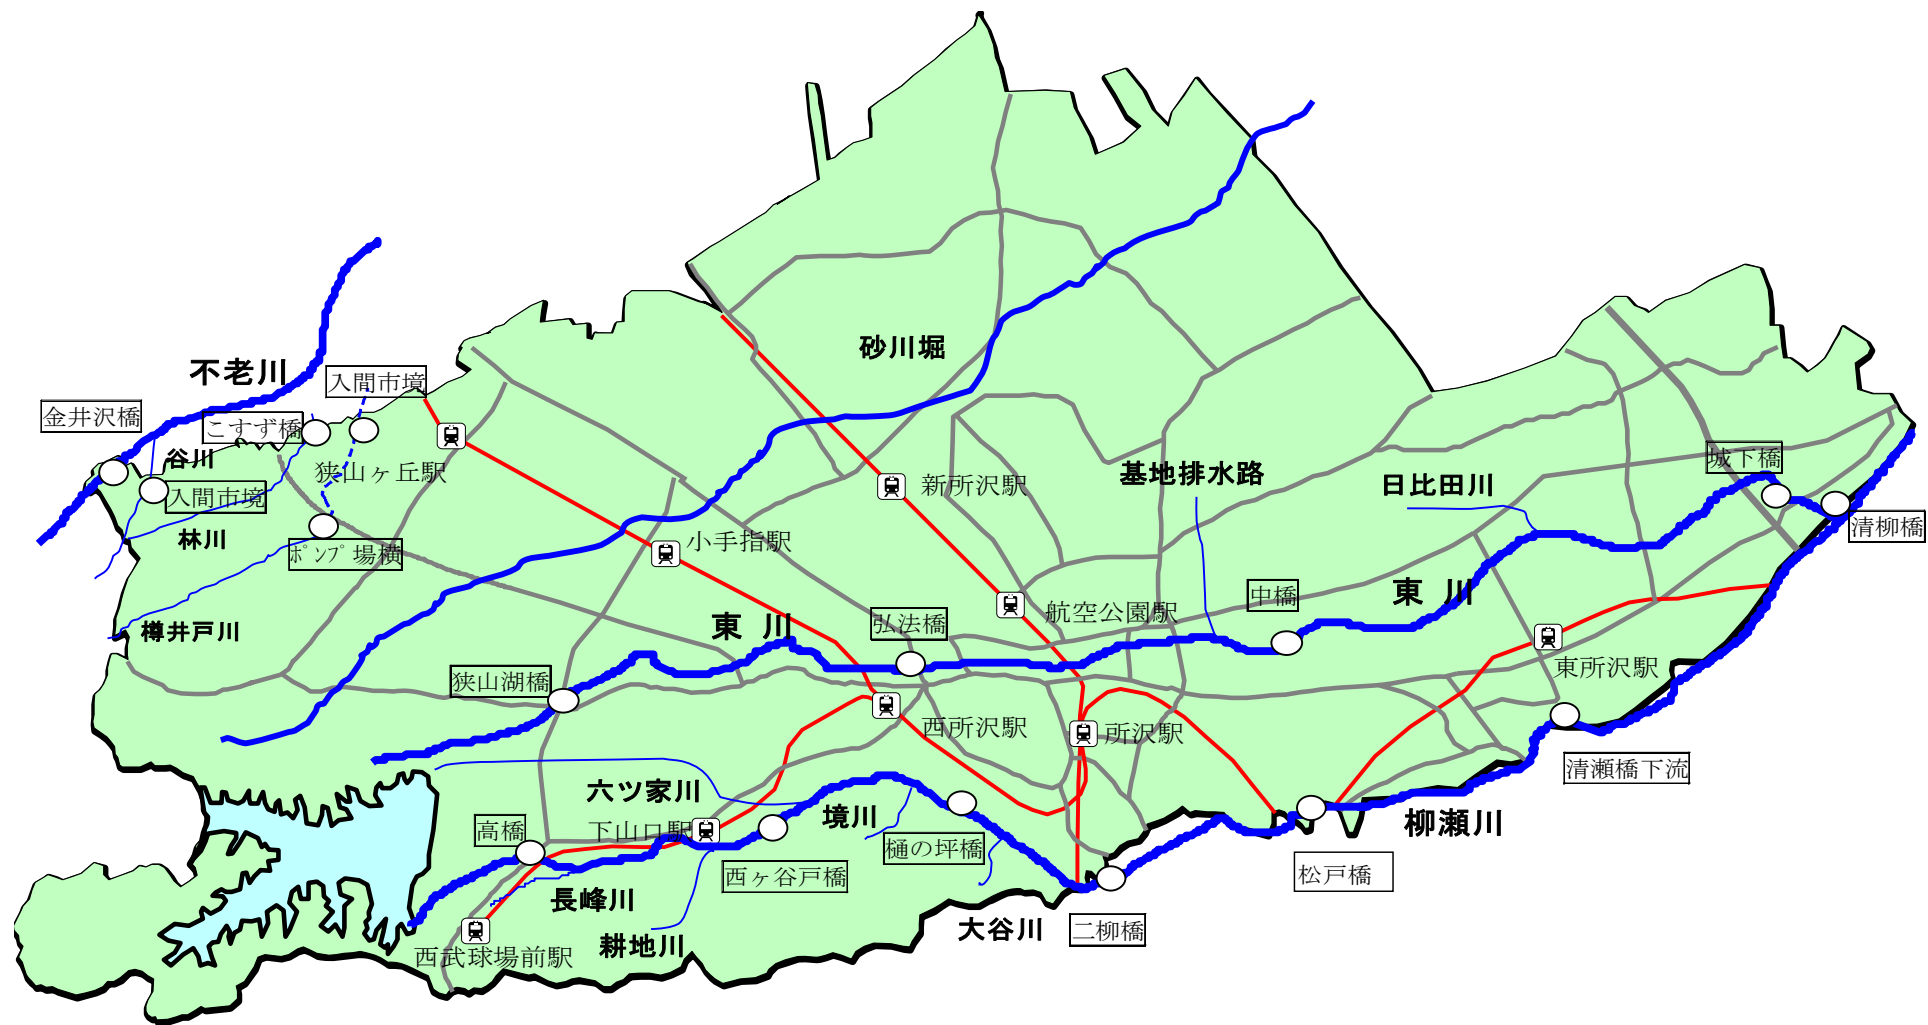 砂川堀
不老川
入間市境
金井沢橋
こすず橋
谷川
狭山ヶ丘駅
入間市境
新所沢駅
基地排水路
日比田川
城下橋
清柳橋
林川
ﾎﾟﾝﾌﾟ場横
小手指駅
樽井戸川
東川
弘法橋
航空公園駅
中橋
東川
狭山湖橋
東所沢駅
西所沢駅
所沢駅
清瀬橋下流
六ツ家川
境川
柳瀬川
高橋
下山口駅
樋の坪橋
西ヶ谷戸橋
松戸橋
長峰川
大谷川
二柳橋
耕地川
西武球場前駅